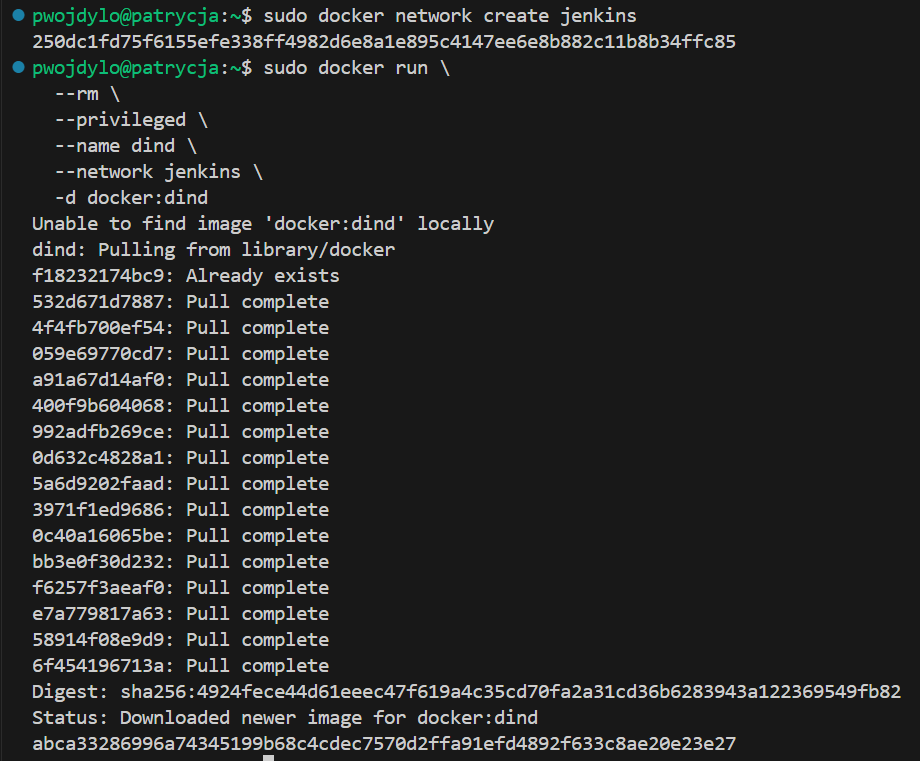 pwojdylo@patrycja:~$ sudo docker network create jenkins
250dc1fd75f6155efe338ff4982d6e8a1e895c4147ee6e8b882c11b8b34ffc85
pwojdylo@patrycja:~$ sudo docker run \
--rm \
--privileged \
--name dind \
--network jenkins \
-d docker:dind
Unable to find image 'docker:dind' locally
dind: Pulling from library/docker
f18232174bc9: Already exists
532d671d7887: Pull complete
4f4fb700ef54: Pull complete
059e69770cd7: Pull complete
a91a67d14af0: Pull complete
400f9b604068: Pull complete
992adfb269ce: Pull complete
0d632c4828a1: Pull complete
5a6d9202faad: Pull complete
3971f1ed9686: Pull complete
0c40a16065be: Pull complete
bb3e0f30d232: Pull complete
f6257f3aeaf0: Pull complete
e7a779817a63: Pull complete
58914f08e9d9: Pull complete
6f454196713a: Pull complete
Digest: sha256:4924fece44d61eeec47f619a4c35cd70fa2a31cd36b6283943a122369549fb82
Status: Downloaded newer image for docker:dind
abca33286996a74345199b68c4cdec7570d2ffa91efd4892f633c8ae20e23e27